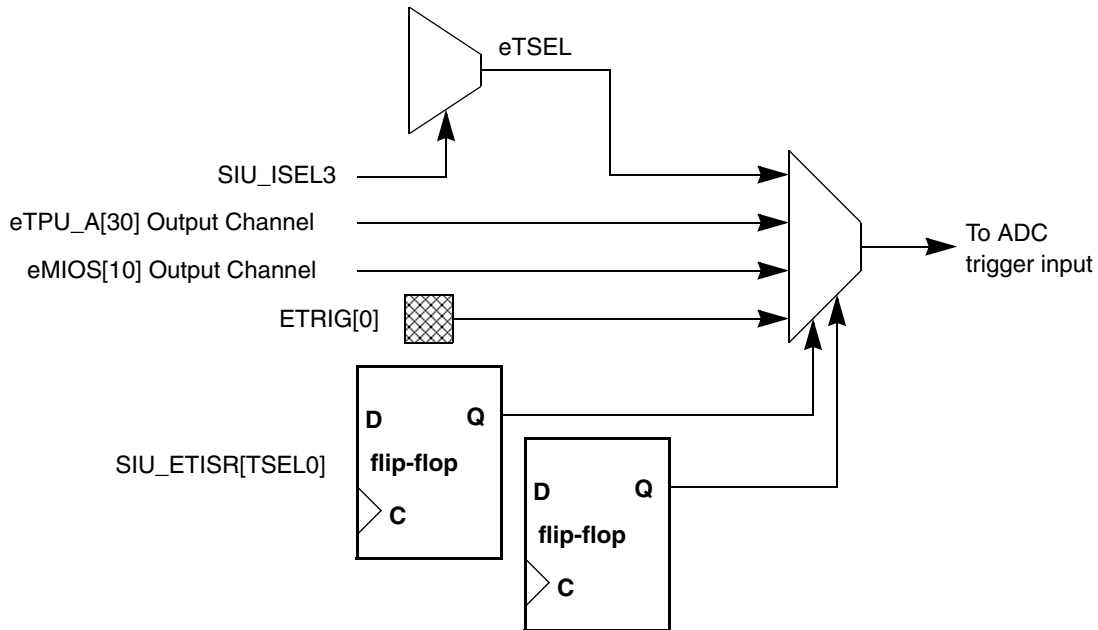 eTSEL
SIU_ISEL3
eTPU_A[30] Output Channel
eMIOS[10] Output Channel
ETRIG[0]
To ADC
trigger input
D Q
flip-flop
C
SIU_ETISR[TSEL0]
D Q
flip-flop
C